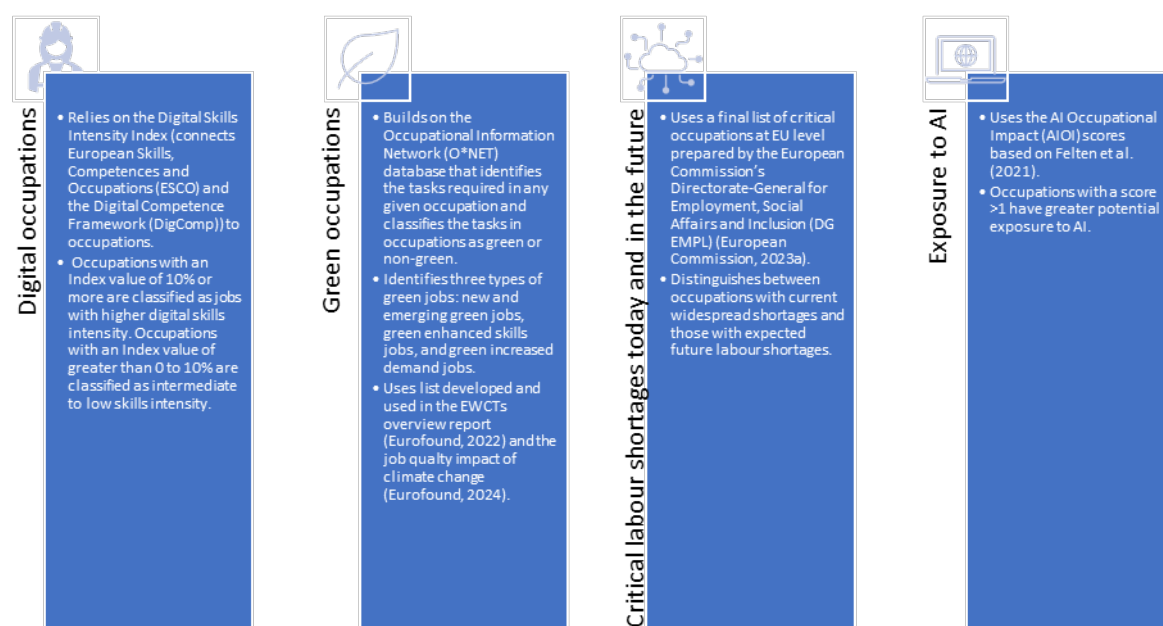 Digital occupations
• Relies on the Digital Skills
Intensity Index (connects
European Skills,
Competences and
Occupations (ESCO) and
the Digital Competence
Framework (DigComp)) to
occupations.
• Occupations with an
Index value of 10% or
more are classified as jobs
with higher digital skills
intensity. Occupations
with an Index value of
greater than 0 to 10% are
classified as intermediate
to low skills intensity.
Green occupations
• Builds on the
Occupational Information
Network (O*NET)
database that identifies
the tasks required in any
given occupation and
classifies the tasks in
occupations as green or
non-green.
• Identifies three types of
green jobs: new and
emerging green jobs,
green enhanced skills
jobs, and green increased
demand jobs.
• Uses list developed and
used in the EWCTs
overview report
(Eurofound, 2022) and the
job qualty impact of
climate change
(Eurofound, 2024).
Critical labour shortages today and in the future
• Uses a final list of critical
occupations at EU level
prepared by the European
Commission's
Directorate-General for
Employment, Social
Affairs and Inclusion (DG
EMPL) (European
Commission, 2023a).
• Distinguishes between
occupations with current
widespread shortages and
those with expected
future labour shortages.
Exposure to AI
• Uses the AI Occupational
Impact (AIOI) scores
based on Felten et al.
(2021).
• Occupations with a score
>1 have greater potential
exposure to AI.